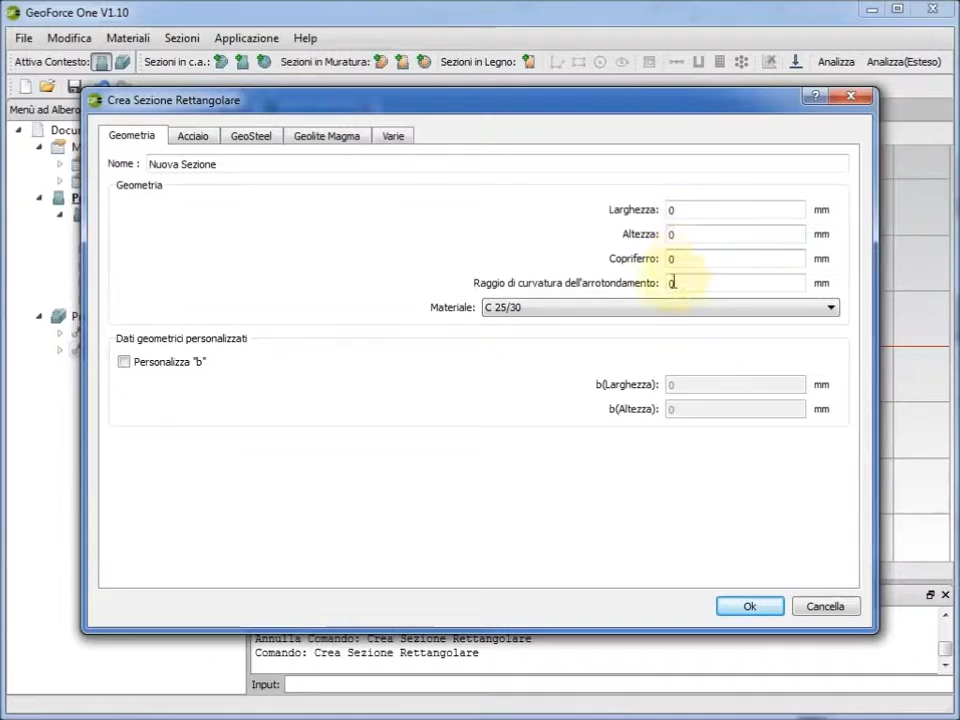 GeoForce One V1.10
File Modifica Materiali Sezioni Applicazione Help
Attiva Contesto: Sezioni in c.a.: Sezioni in Muratura: Sezioni in Legno: Analizza Analizza(Esteso)
Menù ad Albero
Crea Sezione Rettangolare
Geometria Acciaio GeoSteel Geolite Magma Varie
Nome : Nuova Sezione
Geometria
Larghezza: 0 mm
Altezza: 0 mm
Copriferro: 0 mm
Raggio di curvatura dell'arrotondamento: 0 mm
Materiale: C 25/30
Dati geometrici personalizzati
Personalizza "b"
b(Larghezza): 0 mm
b(Altezza): 0 mm
Ok Cancella
Annulla Comando: Crea Sezione Rettangolare
Comando: Crea Sezione Rettangolare
Input: